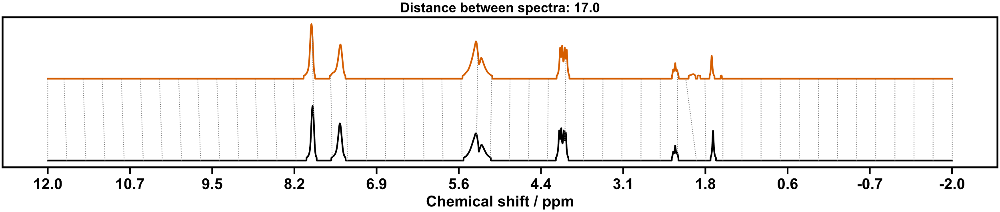 Distance between spectra: 17.0
12.0 10.7 9.5 8.2 6.9 5.6 4.4 3.1 1.8 0.6 -0.7 -2.0
Chemical shift / ppm